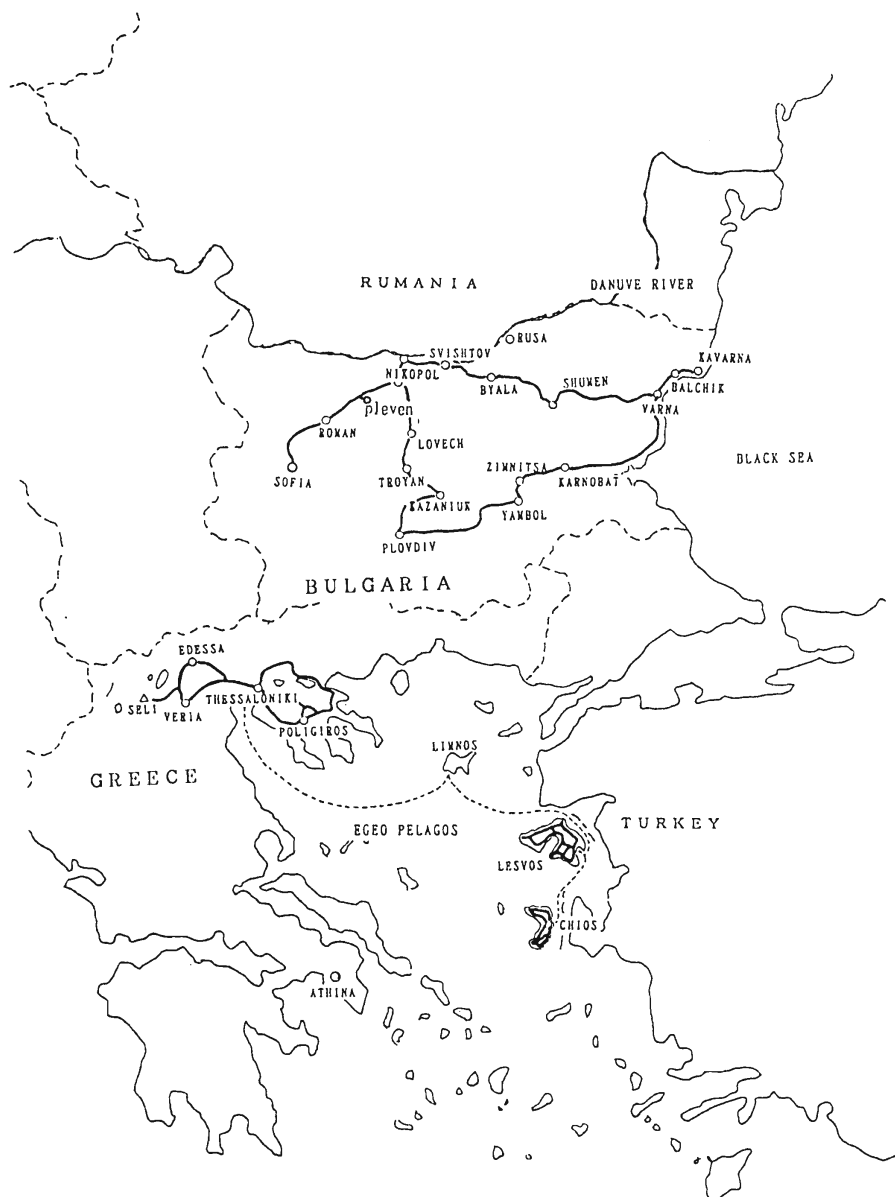 RUMANIA
DANUVE RIVER
RUSA
SVISHTOV
KAVARNA
NIKOPOL
BALCHIK
BYALA
SHUMEN
VARNA
pleven
ROMAN
LOVECH
BLACK SEA
ZIMNITSA
SOFIA
TROYAN
KARNOBAT
KAZANIUK
YAMBOL
PLOVDIV
BULGARIA
EDESSA
SELI
THESSALONIKI
VERIA
POLIGIROS
LIMNOS
GREECE
EGEO PELAGOS
TURKEY
LESVOS
CHIOS
ATHINA